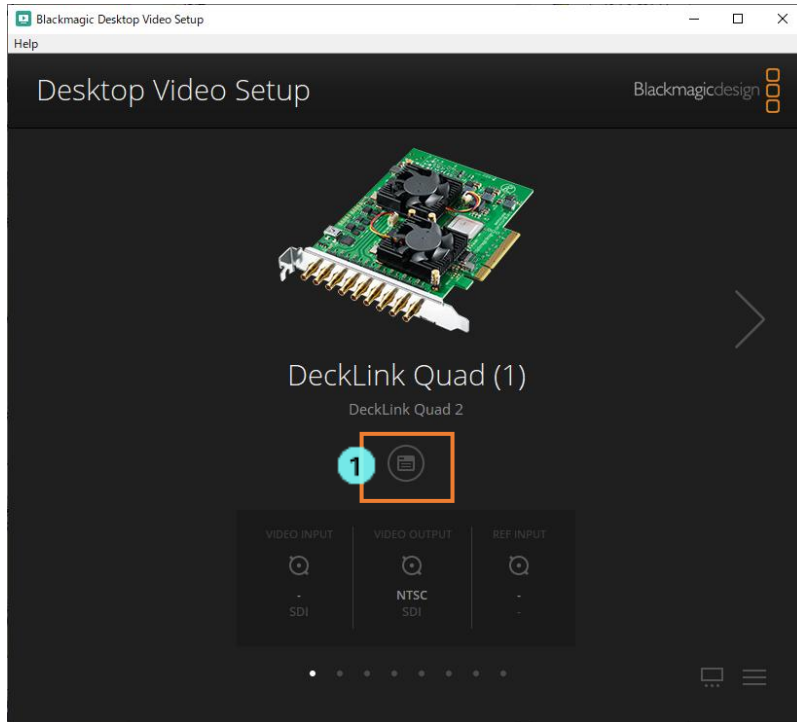 Blackmagic Desktop Video Setup
Help
Desktop Video Setup
Blackmagicdesign
DeckLink Quad (1)
DeckLink Quad 2
1
VIDEO INPUT VIDEO OUTPUT REF INPUT
- NTSC -
SDI SDI -